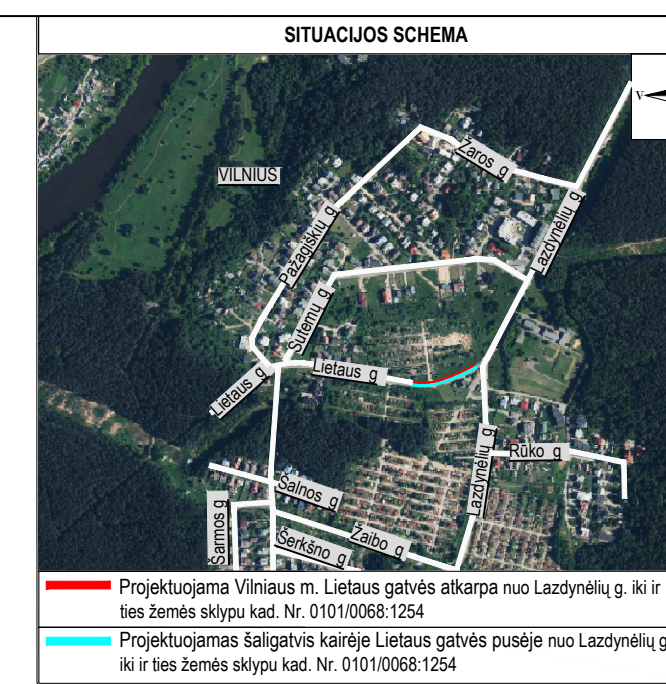 SITUACIJOS SCHEMA
V
VILNIUS
Žaros g
Lazdynėlių g.
Pažagiškių g
Sutemų g
Lietaus g
Lietaus g
Lazdynėlių g
Rūko g
Šalnos g
Šarmos g
Žaibo g
Šerkšno g
Projektuojama Vilniaus m. Lietaus gatvės atkarpa nuo Lazdynėlių g. iki ir
ties žemės sklypu kad. Nr. 0101/0068:1254
Projektuojamas šaligatvis kairėje Lietaus gatvės pusėje nuo Lazdynėlių g
iki ir ties žemės sklypu kad. Nr. 0101/0068:1254